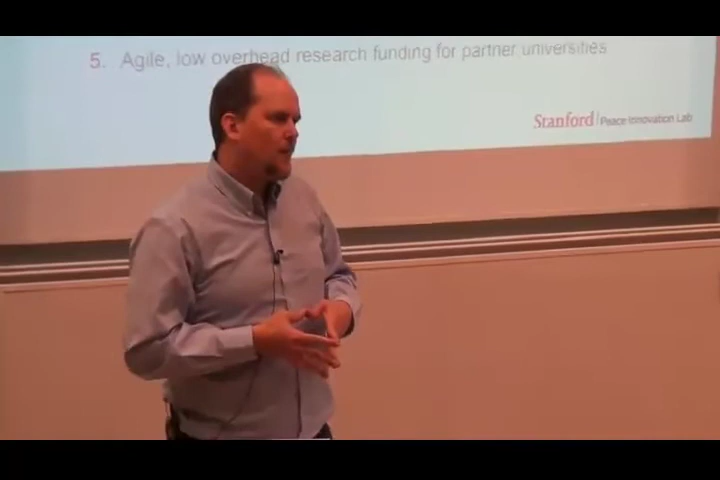 5. Agile, low overhead research funding for partner universities
Stanford | Peace Innovation Lab